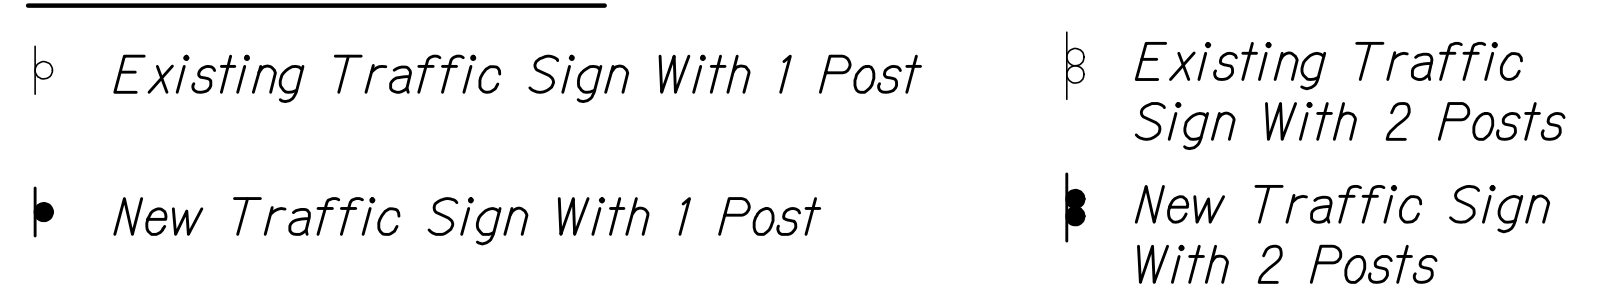 Existing Traffic Sign With 1 Post
New Traffic Sign With 1 Post
Existing Traffic
Sign With 2 Posts
New Traffic Sign
With 2 Posts